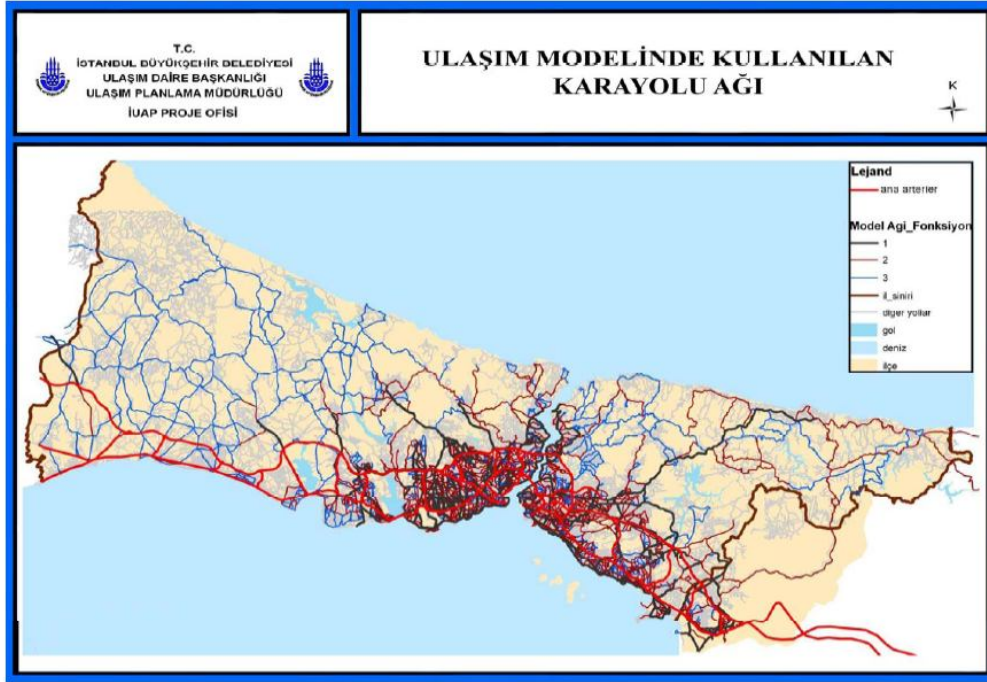 T.C.
İSTANBUL BÜYÜKŞEHİR BELEDİYESİ
ULAŞIM DAİRE BAŞKANLIĞI
ULAŞIM PLANLAMA MÜDÜRLÜĞÜ
İUAP PROJE OFİSİ
ULAŞIM MODELİNDE KULLANILAN
KARAYOLU AĞI
K
Lejand
ana arterler
Model Agi_Fonksiyon
1
2
3
il_siniri
diger yollar
gol
deniz
ilçe